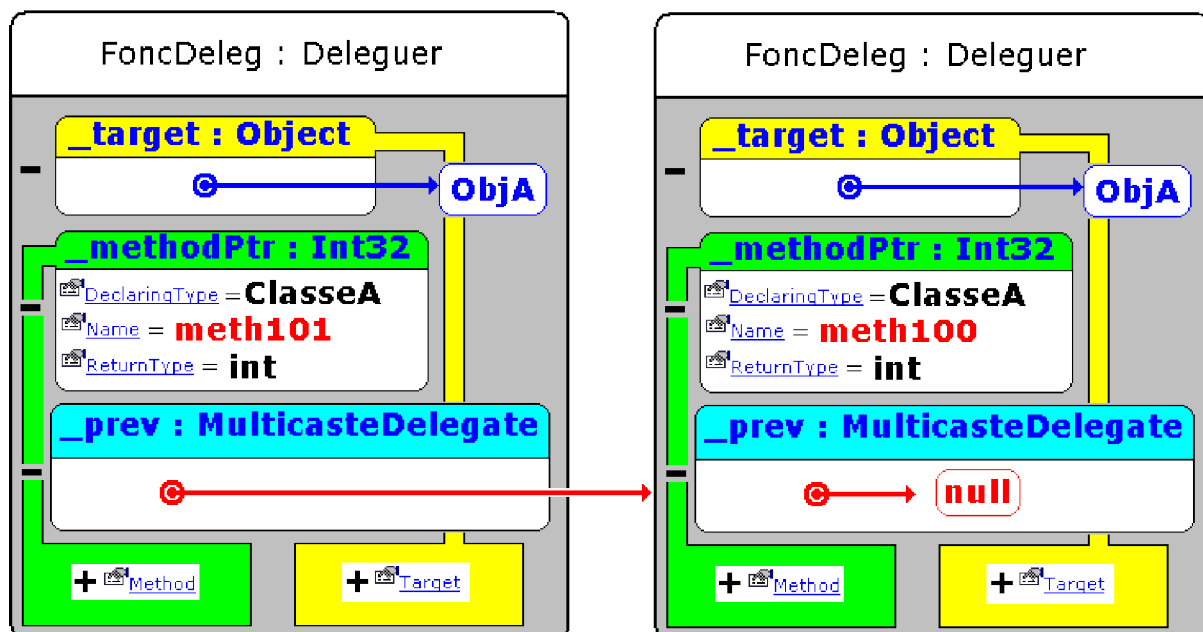 FoncDeleg : Deleguer
_target : Object
ObjA
_methodPtr : Int32
DeclaringType =ClasseA
Name = meth101
ReturnType = int
_prev : MulticasteDelegate
+ Method
+ Target
FoncDeleg : Deleguer
_target : Object
ObjA
_methodPtr : Int32
DeclaringType =ClasseA
Name = meth100
ReturnType = int
_prev : MulticasteDelegate
null
+ Method
+ Target